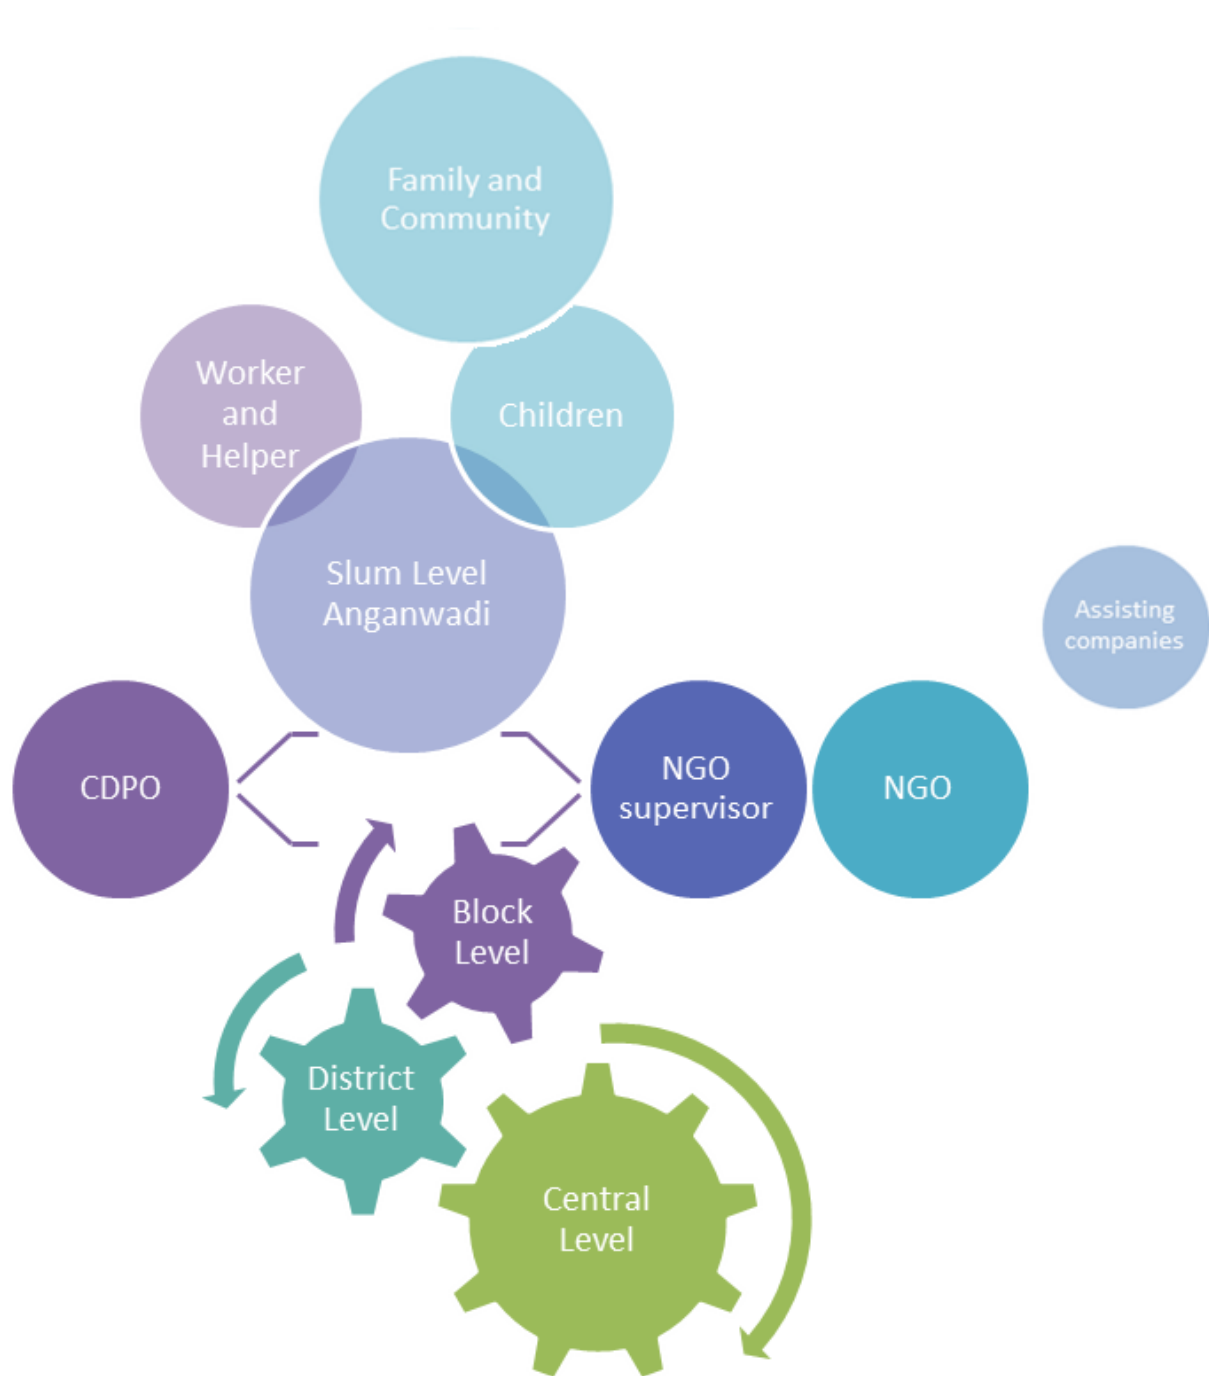 Family and
Community
Worker
and
Helper
Children
Slum Level
Anganwadi
Assisting
companies
CDPO
NGO
supervisor
NGO
Block
Level
District
Level
Central
Level